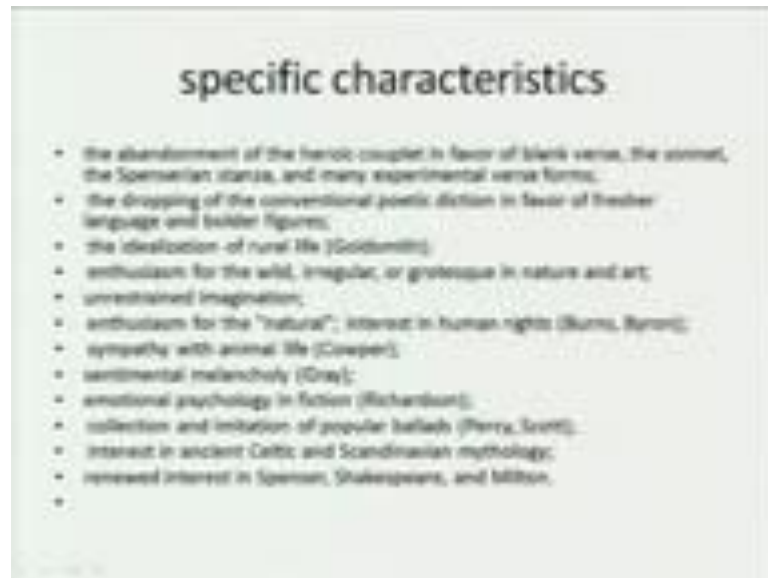 specific characteristics
• the abandonment of the heroic couplet in favor of blank verse, the sonnet,
the Spenserian stanza, and many experimental verse forms;
• the dropping of the conventional poetic diction in favor of fresher
language and bolder figures;
• the idealization of rural life (Goldsmith);
• enthusiasm for the wild, irregular, or grotesque in nature and art;
• unrestrained imagination;
• enthusiasm for the "natural"; interest in human rights (Burns, Byron);
• sympathy with animal life (Cowper);
• sentimental melancholy (Gray);
• emotional psychology in fiction (Richardson);
• collection and imitation of popular ballads (Percy, Scott);
• interest in ancient Celtic and Scandinavian mythology;
• renewed interest in Spenser, Shakespeare, and Milton.
•